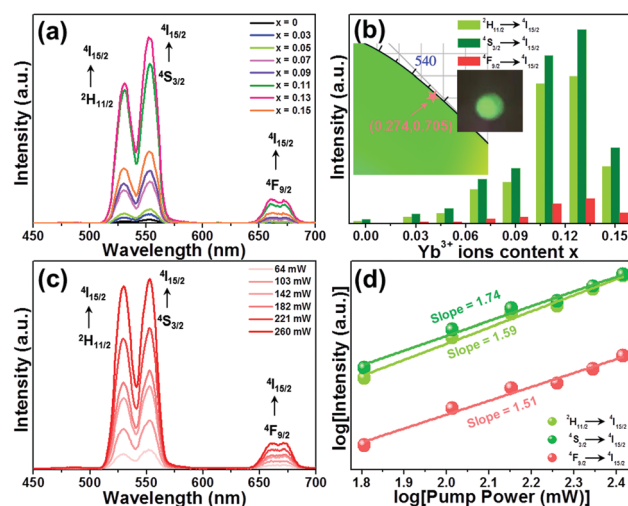 (a)
⁴I₁₅/₂
⁴I₁₅/₂
²H₁₁/₂
⁴S₃/₂
⁴I₁₅/₂
⁴F₉/₂
x = 0
x = 0.03
x = 0.05
x = 0.07
x = 0.09
x = 0.11
x = 0.13
x = 0.15
Intensity (a.u.)
450 500 550 600 650 700
Wavelength (nm)
(b)
²H₁₁/₂→⁴I₁₅/₂
⁴S₃/₂→⁴I₁₅/₂
⁴F₉/₂→⁴I₁₅/₂
540
(0.274,0.705)
Intensity (a.u.)
0.00 0.03 0.06 0.09 0.12 0.15
Yb³⁺ ions content x
(c)
⁴I₁₅/₂
⁴I₁₅/₂
²H₁₁/₂
⁴S₃/₂
⁴I₁₅/₂
⁴F₉/₂
64 mW
103 mW
142 mW
182 mW
221 mW
260 mW
Intensity (a.u.)
450 500 550 600 650 700
Wavelength (nm)
(d)
Slope = 1.74
Slope = 1.59
Slope = 1.51
²H₁₁/₂→⁴I₁₅/₂
⁴S₃/₂→⁴I₁₅/₂
⁴F₉/₂→⁴I₁₅/₂
log[Intensity (a.u.)]
1.8 1.9 2.0 2.1 2.2 2.3 2.4
log[Pump Power (mW)]